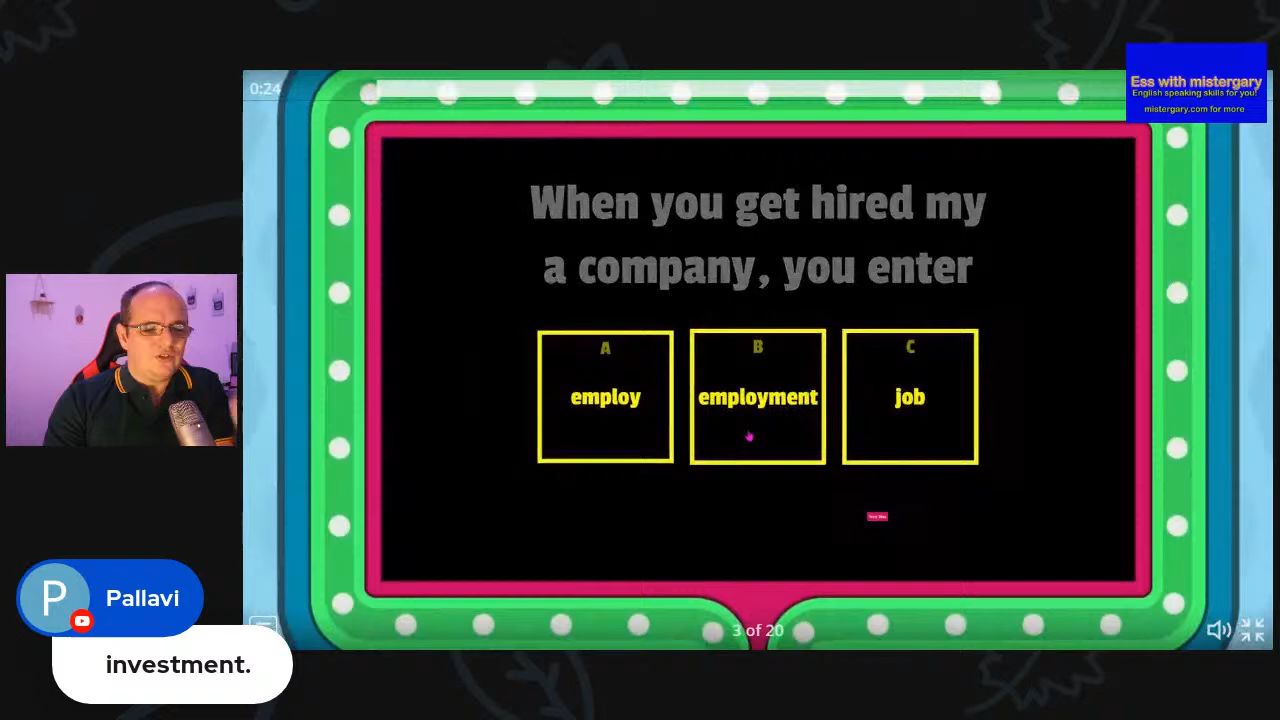 0:24
Ess with mistergary
English speaking skills for you!
mistergary.com for more
When you get hired my
a company, you enter
A
employ
B
employment
C
job
3 of 20
P
Pallavi
investment.